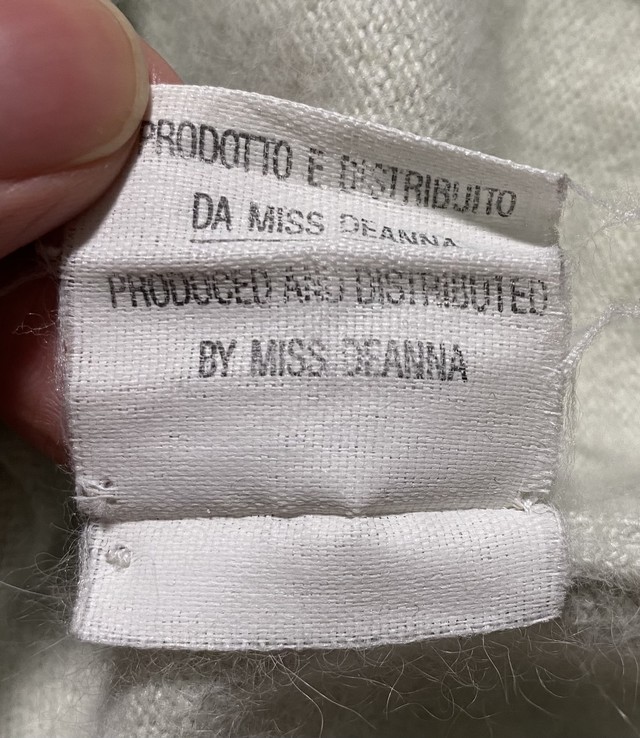 PRODOTTO E DISTRIBUITO
DA MISS DEANNA
PRODUCED AND DISTRIBUTED
BY MISS DEANNA